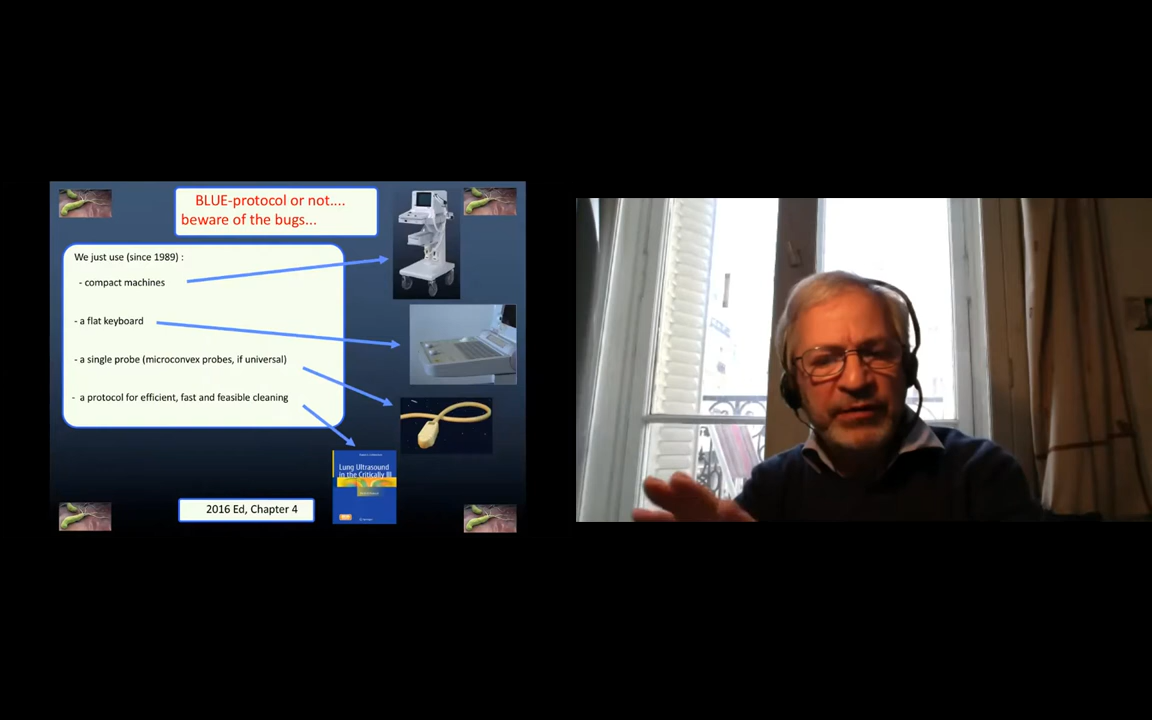 BLUE-protocol or not....
beware of the bugs...
We just use (since 1989) :
- compact machines
- a flat keyboard
- a single probe (microconvex probes, if universal)
- a protocol for efficient, fast and feasible cleaning
Lung Ultrasound
in the Critically Ill
2016 Ed, Chapter 4